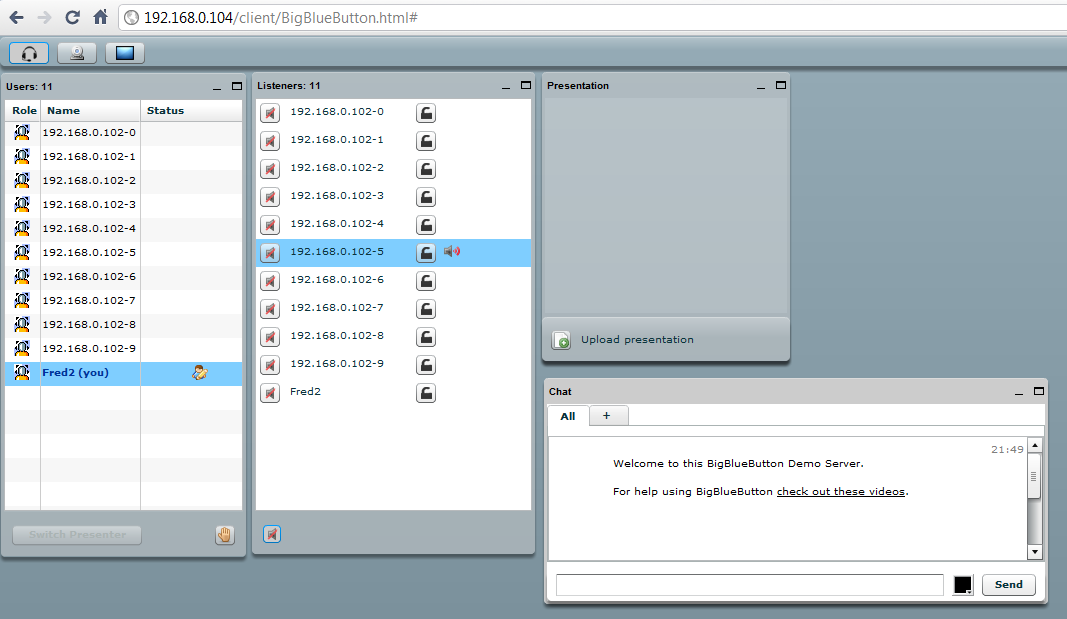 192.168.0.104/client/BigBlueButton.html#
Users: 11
Role Name Status
192.168.0.102-0
192.168.0.102-1
192.168.0.102-2
192.168.0.102-3
192.168.0.102-4
192.168.0.102-5
192.168.0.102-6
192.168.0.102-7
192.168.0.102-8
192.168.0.102-9
Fred2 (you)
Switch Presenter
Listeners: 11
192.168.0.102-0
192.168.0.102-1
192.168.0.102-2
192.168.0.102-3
192.168.0.102-4
192.168.0.102-5
192.168.0.102-6
192.168.0.102-7
192.168.0.102-8
192.168.0.102-9
Fred2
Presentation
Upload presentation
Chat
All +
21:49
Welcome to this BigBlueButton Demo Server.
For help using BigBlueButton check out these videos.
Send